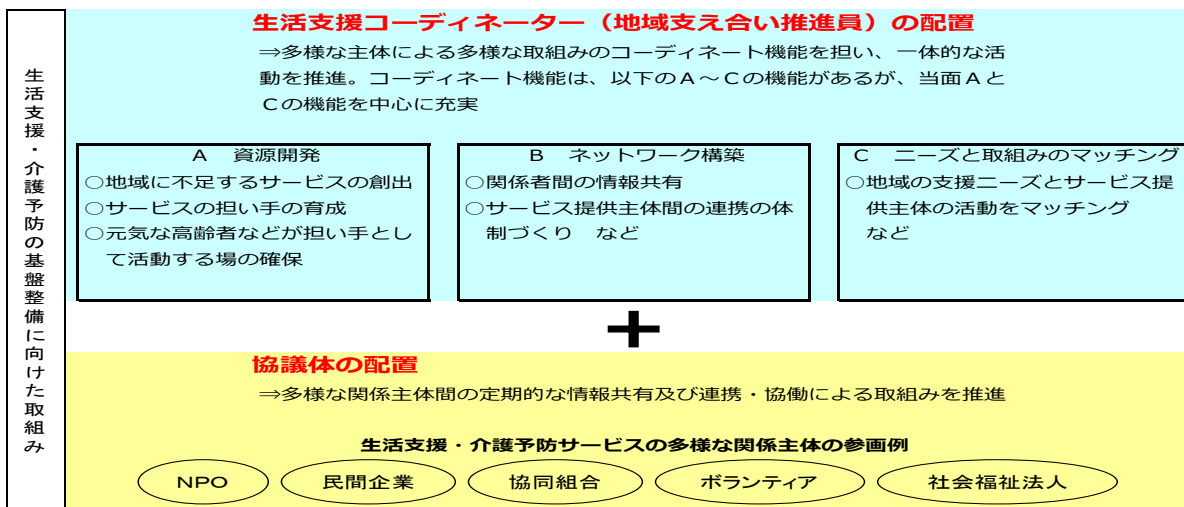 生活支援・介護予防の基盤整備に向けた取組み
生活支援コーディネーター（地域支え合い推進員）の配置
⇒多様な主体による多様な取組みのコーディネート機能を担い、一体的な活
動を推進。コーディネート機能は、以下のＡ～Ｃの機能があるが、当面Ａと
Ｃの機能を中心に充実
Ａ　資源開発
○地域に不足するサービスの創出
○サービスの担い手の育成
○元気な高齢者などが担い手とし
て活動する場の確保
Ｂ　ネットワーク構築
○関係者間の情報共有
○サービス提供主体間の連携の体
制づくり　など
Ｃ　ニーズと取組みのマッチング
○地域の支援ニーズとサービス提
供主体の活動をマッチング
など
＋
協議体の配置
⇒多様な関係主体間の定期的な情報共有及び連携・協働による取組みを推進
生活支援・介護予防サービスの多様な関係主体の参画例
NPO
民間企業
協同組合
ボランティア
社会福祉法人